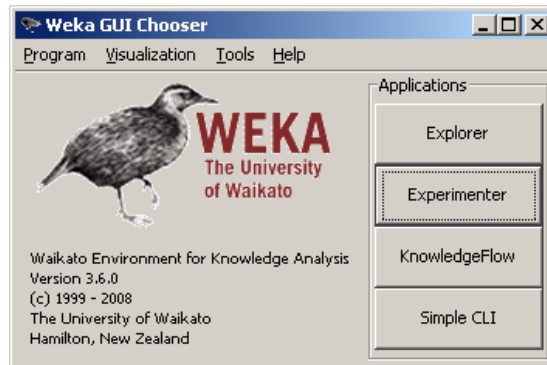 Weka GUI Chooser
Program Visualization Tools Help
WEKA
The University
of Waikato
Waikato Environment for Knowledge Analysis
Version 3.6.0
(c) 1999 - 2008
The University of Waikato
Hamilton, New Zealand
Applications
Explorer
Experimenter
KnowledgeFlow
Simple CLI